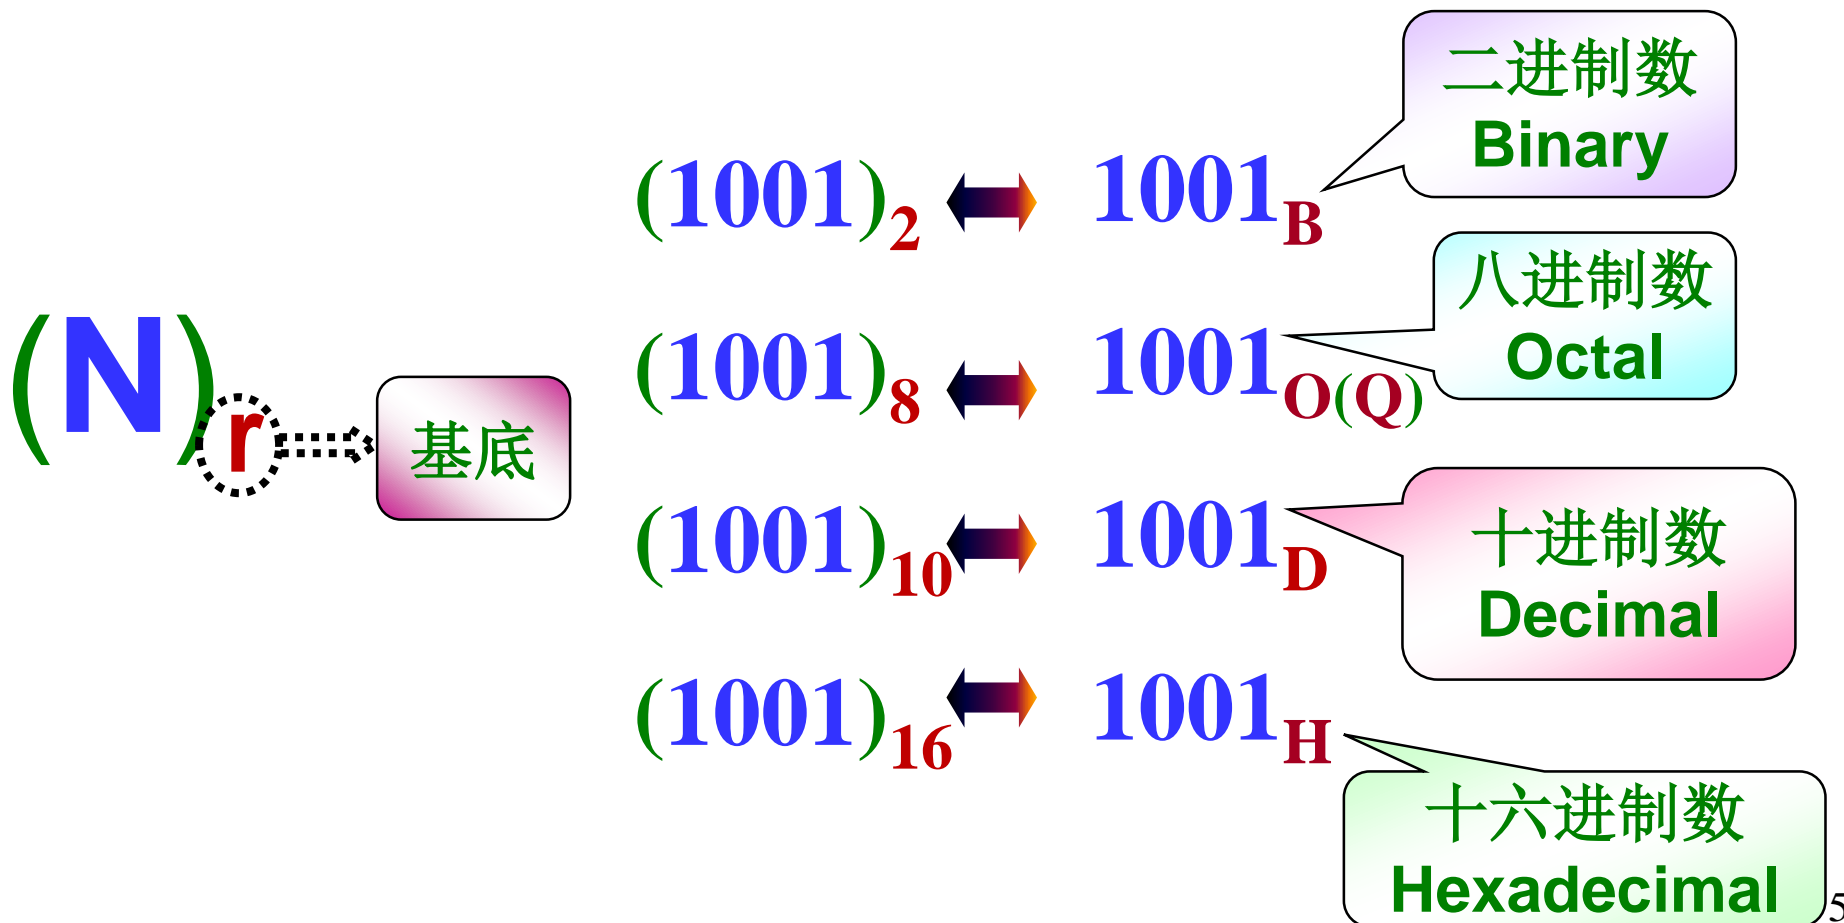 (N)r
基底
(1001)2
1001B
二进制数
Binary
(1001)8
1001O(Q)
八进制数
Octal
(1001)10
1001D
十进制数
Decimal
(1001)16
1001H
十六进制数
Hexadecimal
5